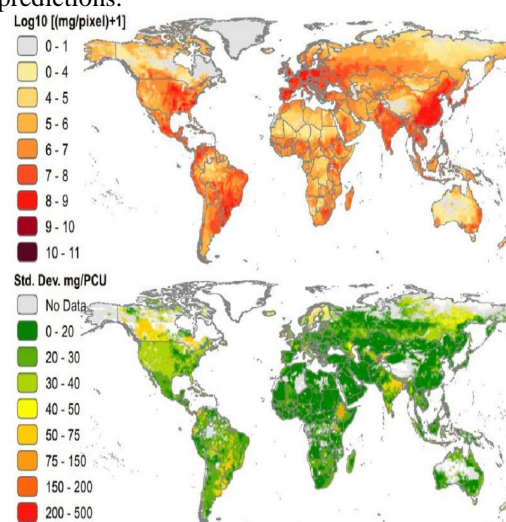 predictions.
Log10 [(mg/pixel)+1]
0 - 1
0 - 4
4 - 5
5 - 6
6 - 7
7 - 8
8 - 9
9 - 10
10 - 11
Std. Dev. mg/PCU
No Data
0 - 20
20 - 30
30 - 40
40 - 50
50 - 75
75 - 150
150 - 200
200 - 500